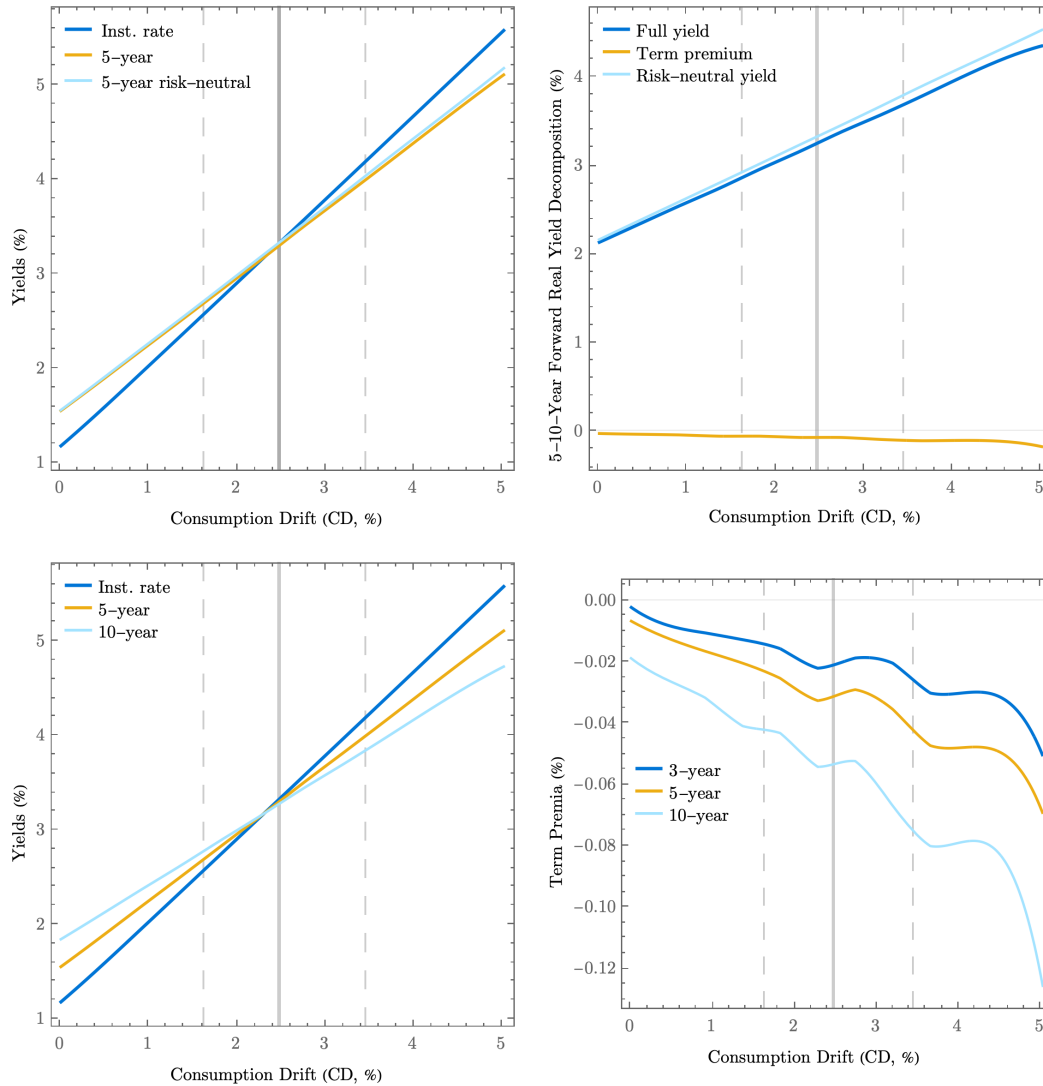 Inst. rate
5–year
5–year risk–neutral
Yields (%)
5
4
3
2
1
0 1 2 3 4 5
Consumption Drift (CD, %)
Full yield
Term premium
Risk–neutral yield
5–10–Year Forward Real Yield Decomposition (%)
4
3
2
1
0
0 1 2 3 4 5
Consumption Drift (CD, %)
Inst. rate
5–year
10–year
Yields (%)
5
4
3
2
1
0 1 2 3 4 5
Consumption Drift (CD, %)
0.00
−0.02
−0.04
−0.06
−0.08
−0.10
−0.12
3–year
5–year
10–year
Term Premia (%)
0 1 2 3 4 5
Consumption Drift (CD, %)